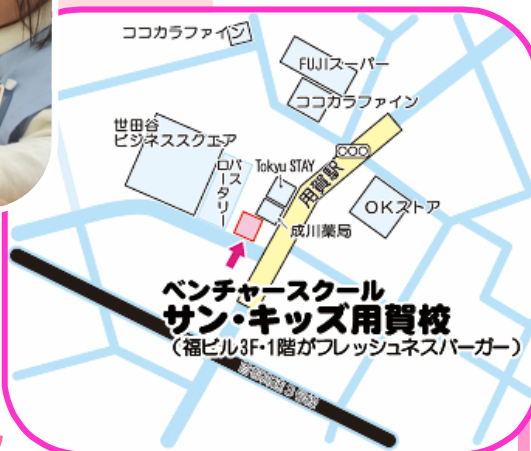 ココカラファイン
FUJIスーパー
ココカラファイン
世田谷
ビジネススクエア
バスロータリー
Tokyu STAY
用賀駅
OKストア
成川薬局
ベンチャースクール
サン・キッズ用賀校
（福ビル3F・1階がフレッシュネスバーガー）